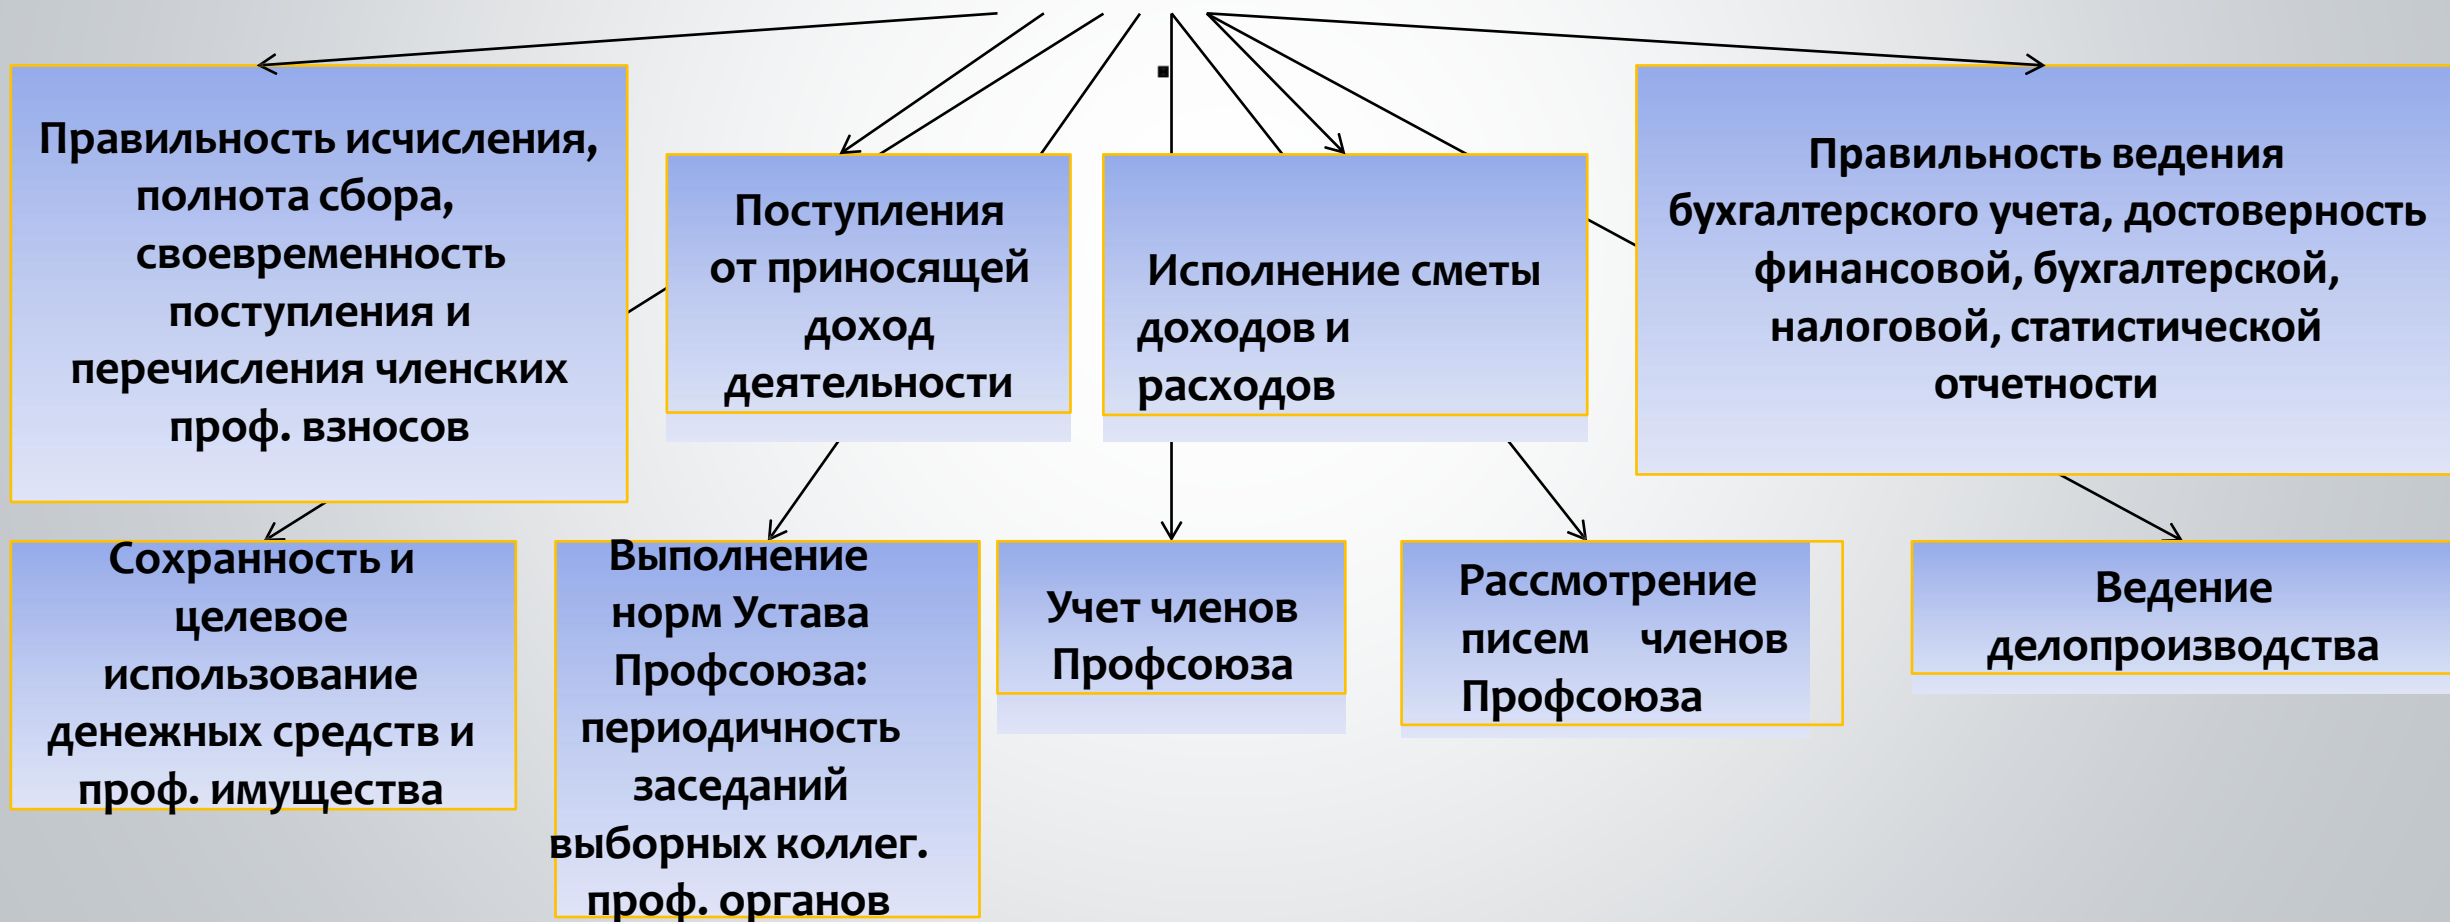 Правильность исчисления,
полнота сбора,
своевременность
поступления и
перечисления членских
проф. взносов
Поступления
от приносящей
доход
деятельности
Исполнение сметы
доходов и
расходов
Правильность ведения
бухгалтерского учета, достоверность
финансовой, бухгалтерской,
налоговой, статистической
отчетности
Сохранность и
целевое
использование
денежных средств и
проф. имущества
Выполнение
норм Устава
Профсоюза:
периодичность
заседаний
выборных коллег.
проф. органов
Учет членов
Профсоюза
Рассмотрение
писем членов
Профсоюза
Ведение
делопроизводства